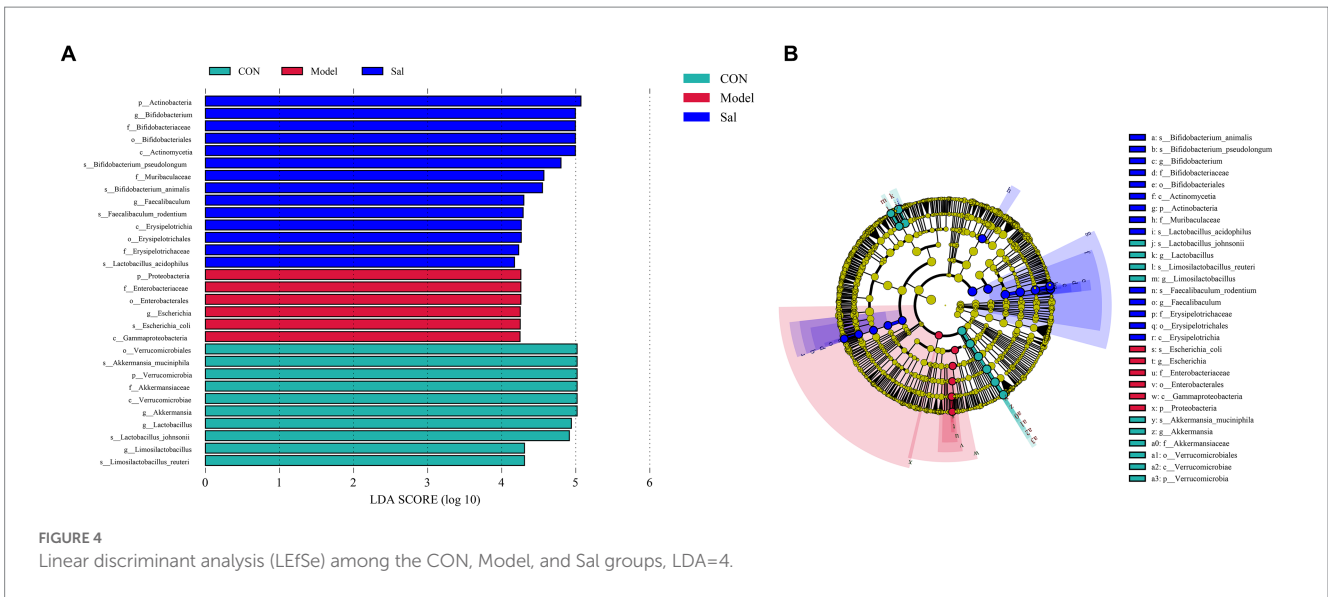 A
CON Model Sal
p__Actinobacteria
g__Bifidobacterium
f__Bifidobacteriaceae
o__Bifidobacteriales
c__Actinomycetia
s__Bifidobacterium_pseudolongum
f__Muribaculaceae
s__Bifidobacterium_animalis
g__Faecalibaculum
s__Faecalibaculum_rodentium
c__Erysipelotrichia
o__Erysipelotrichales
f__Erysipelotrichaceae
s__Lactobacillus_acidophilus
p__Proteobacteria
f__Enterobacteriaceae
o__Enterobacterales
g__Escherichia
s__Escherichia_coli
c__Gammaproteobacteria
o__Verrucomicrobiales
s__Akkermansia_muciniphila
p__Verrucomicrobia
f__Akkermansiaceae
c__Verrucomicrobiae
g__Akkermansia
g__Lactobacillus
s__Lactobacillus_johnsonii
g__Limosilactobacillus
s__Limosilactobacillus_reuteri
0 1 2 3 4 5 6
LDA SCORE (log 10)
B
CON
Model
Sal
m k
h
g
f
x
w
v
u
a: s__Bifidobacterium_animalis
b: s__Bifidobacterium_pseudolongum
c: g__Bifidobacterium
d: f__Bifidobacteriaceae
e: o__Bifidobacteriales
f: c__Actinomycetia
g: p__Actinobacteria
h: f__Muribaculaceae
i: s__Lactobacillus_acidophilus
j: s__Lactobacillus_johnsonii
k: g__Lactobacillus
l: s__Limosilactobacillus_reuteri
m: g__Limosilactobacillus
n: s__Faecalibaculum_rodentium
o: g__Faecalibaculum
p: f__Erysipelotrichaceae
q: o__Erysipelotrichales
r: c__Erysipelotrichia
s: s__Escherichia_coli
t: g__Escherichia
u: f__Enterobacteriaceae
v: o__Enterobacterales
w: c__Gammaproteobacteria
x: p__Proteobacteria
y: s__Akkermansia_muciniphila
z: g__Akkermansia
a0: f__Akkermansiaceae
a1: o__Verrucomicrobiales
a2: c__Verrucomicrobiae
a3: p__Verrucomicrobia
FIGURE 4
Linear discriminant analysis (LEfSe) among the CON, Model, and Sal groups, LDA=4.